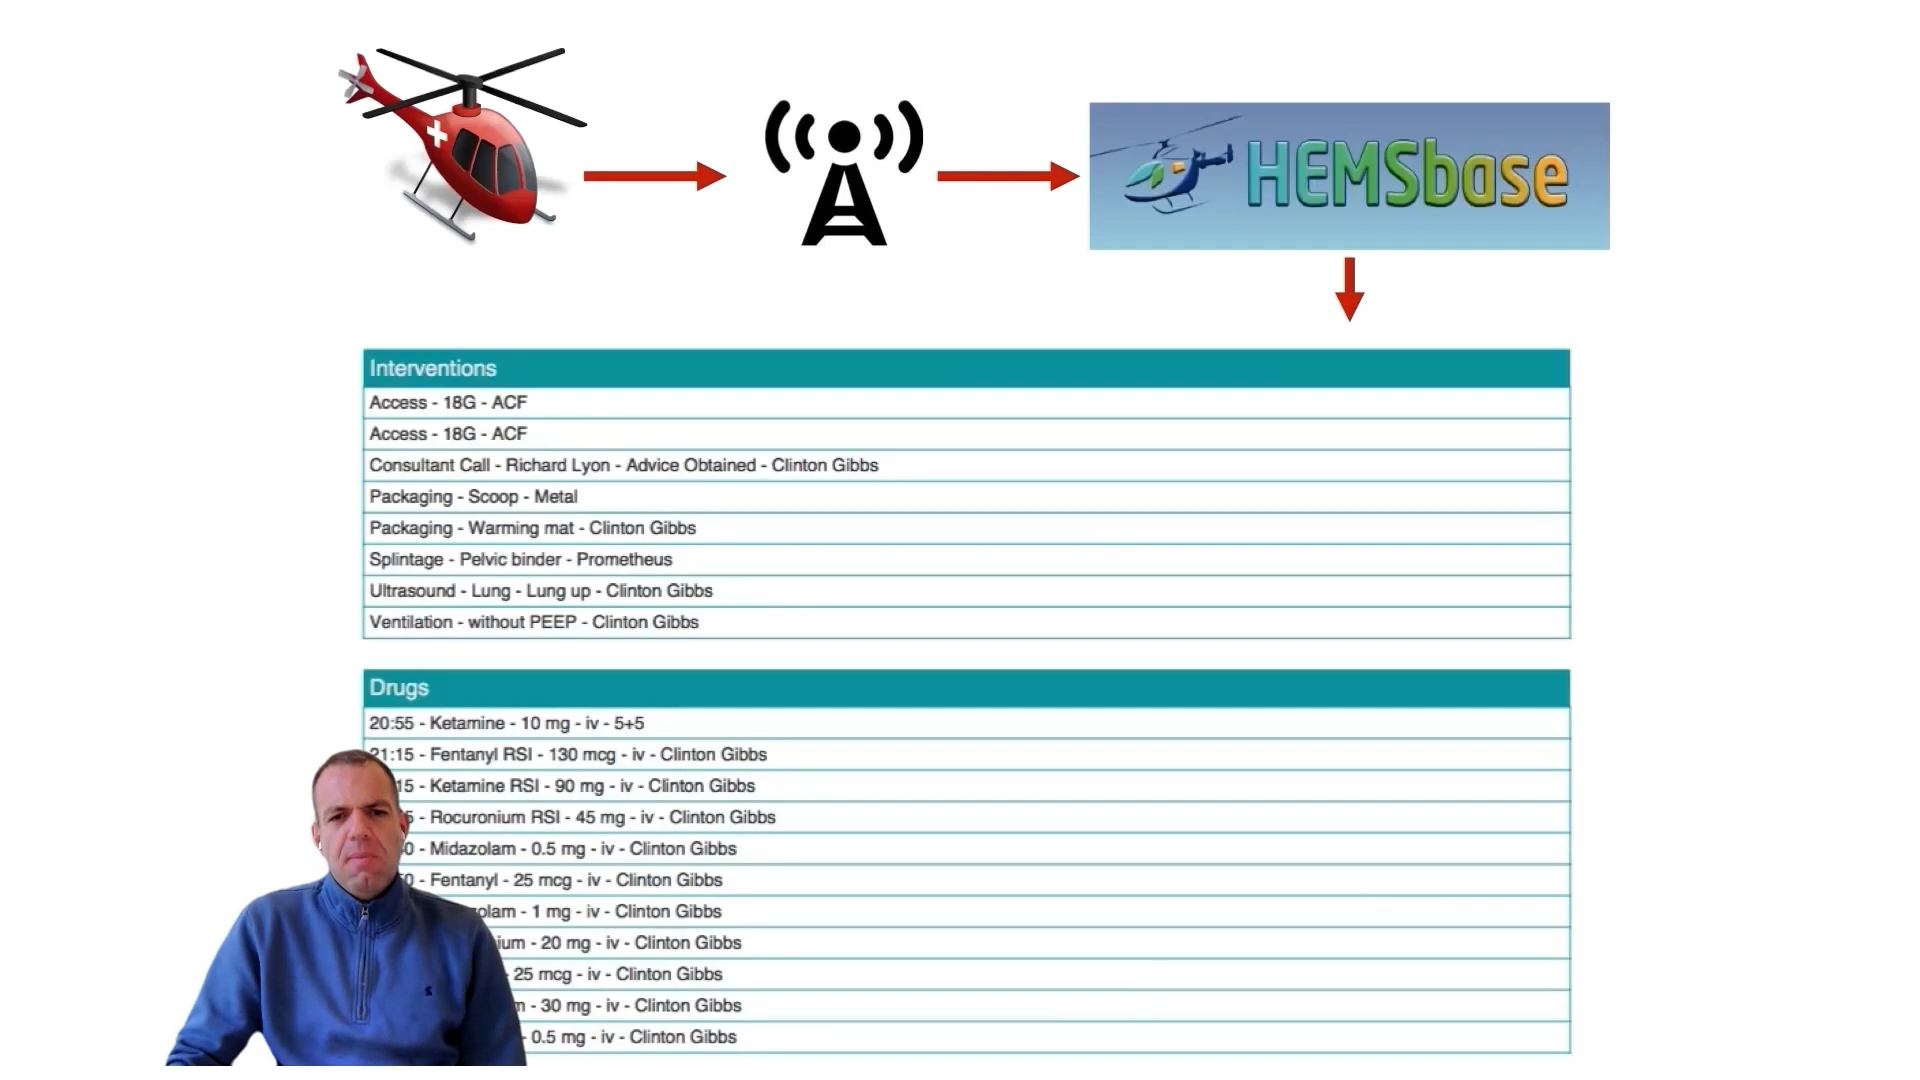 HEMSbase
Interventions
Access - 18G - ACF
Access - 18G - ACF
Consultant Call - Richard Lyon - Advice Obtained - Clinton Gibbs
Packaging - Scoop - Metal
Packaging - Warming mat - Clinton Gibbs
Splintage - Pelvic binder - Prometheus
Ultrasound - Lung - Lung up - Clinton Gibbs
Ventilation - without PEEP - Clinton Gibbs
Drugs
20:55 - Ketamine - 10 mg - iv - 5+5
21:15 - Fentanyl RSI - 130 mcg - iv - Clinton Gibbs
15 - Ketamine RSI - 90 mg - iv - Clinton Gibbs
- Rocuronium RSI - 45 mg - iv - Clinton Gibbs
- Midazolam - 0.5 mg - iv - Clinton Gibbs
- Fentanyl - 25 mcg - iv - Clinton Gibbs
- 1 mg - iv - Clinton Gibbs
- 20 mg - iv - Clinton Gibbs
- 25 mcg - iv - Clinton Gibbs
- 30 mg - iv - Clinton Gibbs
- 0.5 mg - iv - Clinton Gibbs